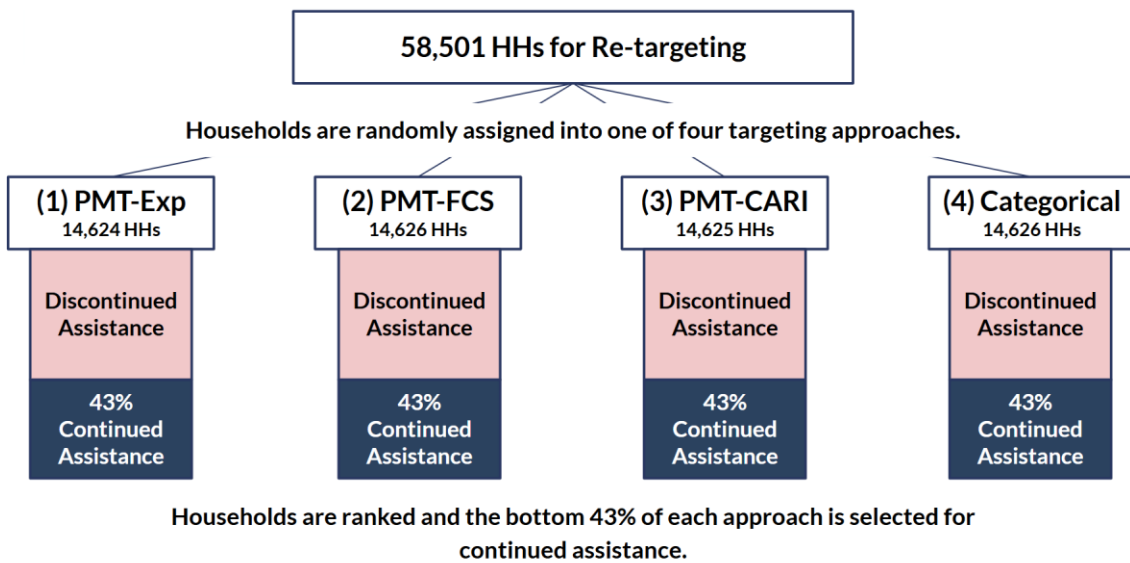 58,501 HHs for Re-targeting
Households are randomly assigned into one of four targeting approaches.
(1) PMT-Exp
14,624 HHs
(2) PMT-FCS
14,626 HHs
(3) PMT-CARI
14,625 HHs
(4) Categorical
14,626 HHs
Discontinued
Assistance
Discontinued
Assistance
Discontinued
Assistance
Discontinued
Assistance
43%
Continued
Assistance
43%
Continued
Assistance
43%
Continued
Assistance
43%
Continued
Assistance
Households are ranked and the bottom 43% of each approach is selected for
continued assistance.